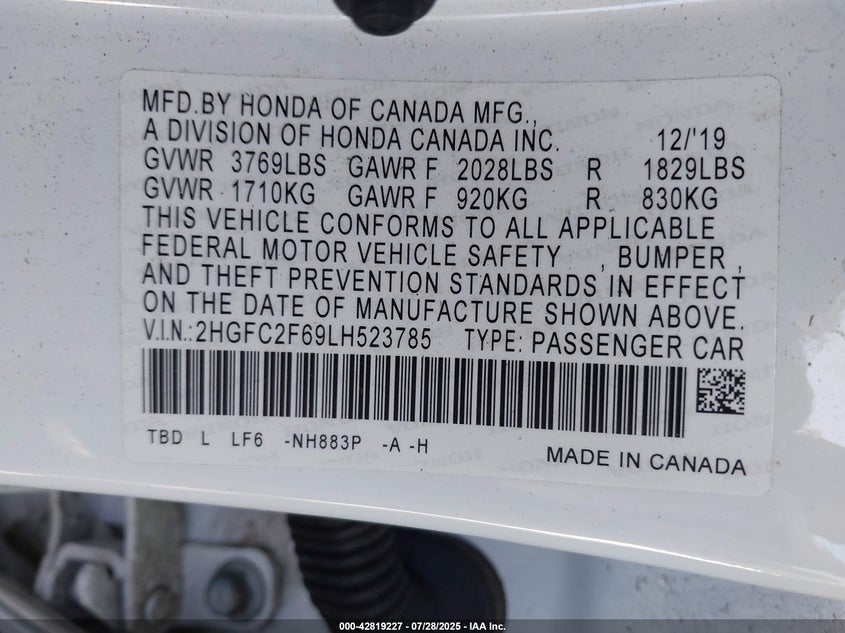 MFD.BY HONDA OF CANADA MFG.,
A DIVISION OF HONDA CANADA INC. 12/'19
GVWR 3769LBS GAWR F 2028LBS R 1829LBS
GVWR 1710KG GAWR F 920KG R 830KG
THIS VEHICLE CONFORMS TO ALL APPLICABLE
FEDERAL MOTOR VEHICLE SAFETY , BUMPER ,
AND THEFT PREVENTION STANDARDS IN EFFECT
ON THE DATE OF MANUFACTURE SHOWN ABOVE.
V.I.N.:2HGFC2F69LH523785 TYPE: PASSENGER CAR
TBD L LF6 -NH883P -A -H
MADE IN CANADA
000-42819227 - 07/28/2025 - IAA Inc.